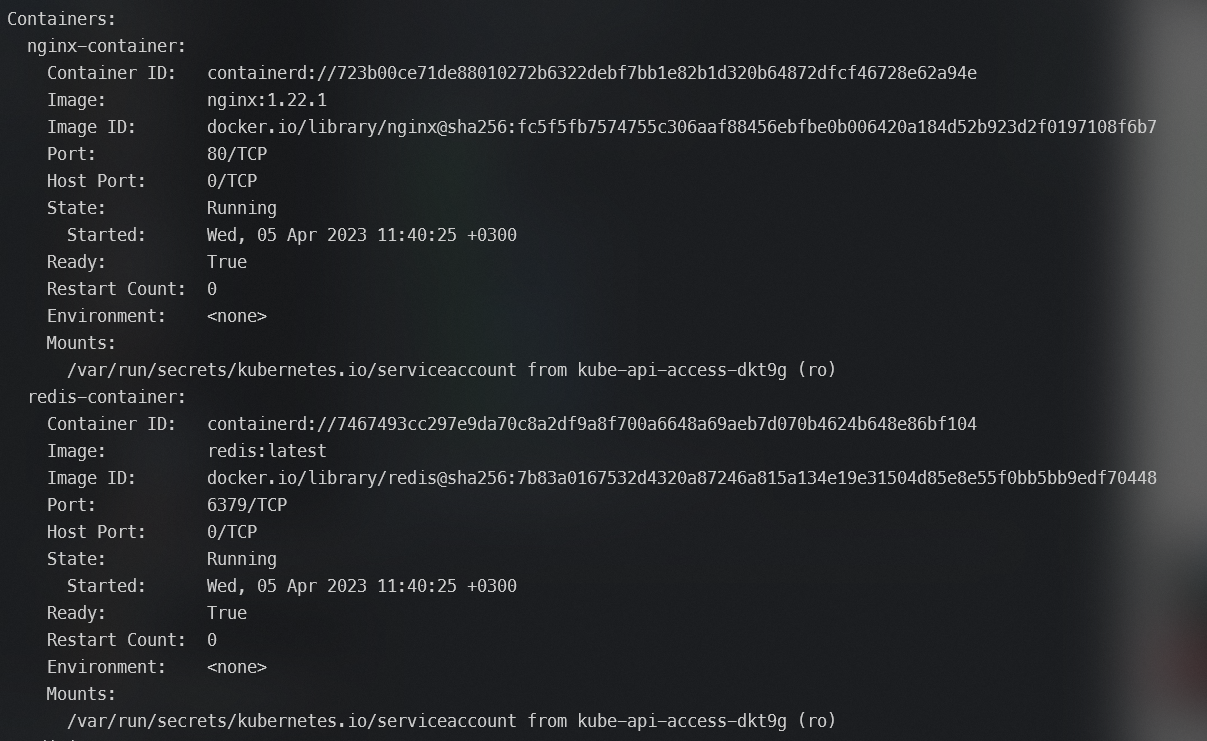 Containers:
  nginx-container:
    Container ID:   containerd://723b00ce71de88010272b6322debf7bb1e82b1d320b64872dfcf46728e62a94e
    Image:          nginx:1.22.1
    Image ID:       docker.io/library/nginx@sha256:fc5f5fb7574755c306aaf88456ebfbe0b006420a184d52b923d2f0197108f6b7
    Port:           80/TCP
    Host Port:      0/TCP
    State:          Running
      Started:      Wed, 05 Apr 2023 11:40:25 +0300
    Ready:          True
    Restart Count:  0
    Environment:    <none>
    Mounts:
      /var/run/secrets/kubernetes.io/serviceaccount from kube-api-access-dkt9g (ro)
  redis-container:
    Container ID:   containerd://7467493cc297e9da70c8a2df9a8f700a6648a69aeb7d070b4624b648e86bf104
    Image:          redis:latest
    Image ID:       docker.io/library/redis@sha256:7b83a0167532d4320a87246a815a134e19e31504d85e8e55f0bb5bb9edf70448
    Port:           6379/TCP
    Host Port:      0/TCP
    State:          Running
      Started:      Wed, 05 Apr 2023 11:40:25 +0300
    Ready:          True
    Restart Count:  0
    Environment:    <none>
    Mounts:
      /var/run/secrets/kubernetes.io/serviceaccount from kube-api-access-dkt9g (ro)